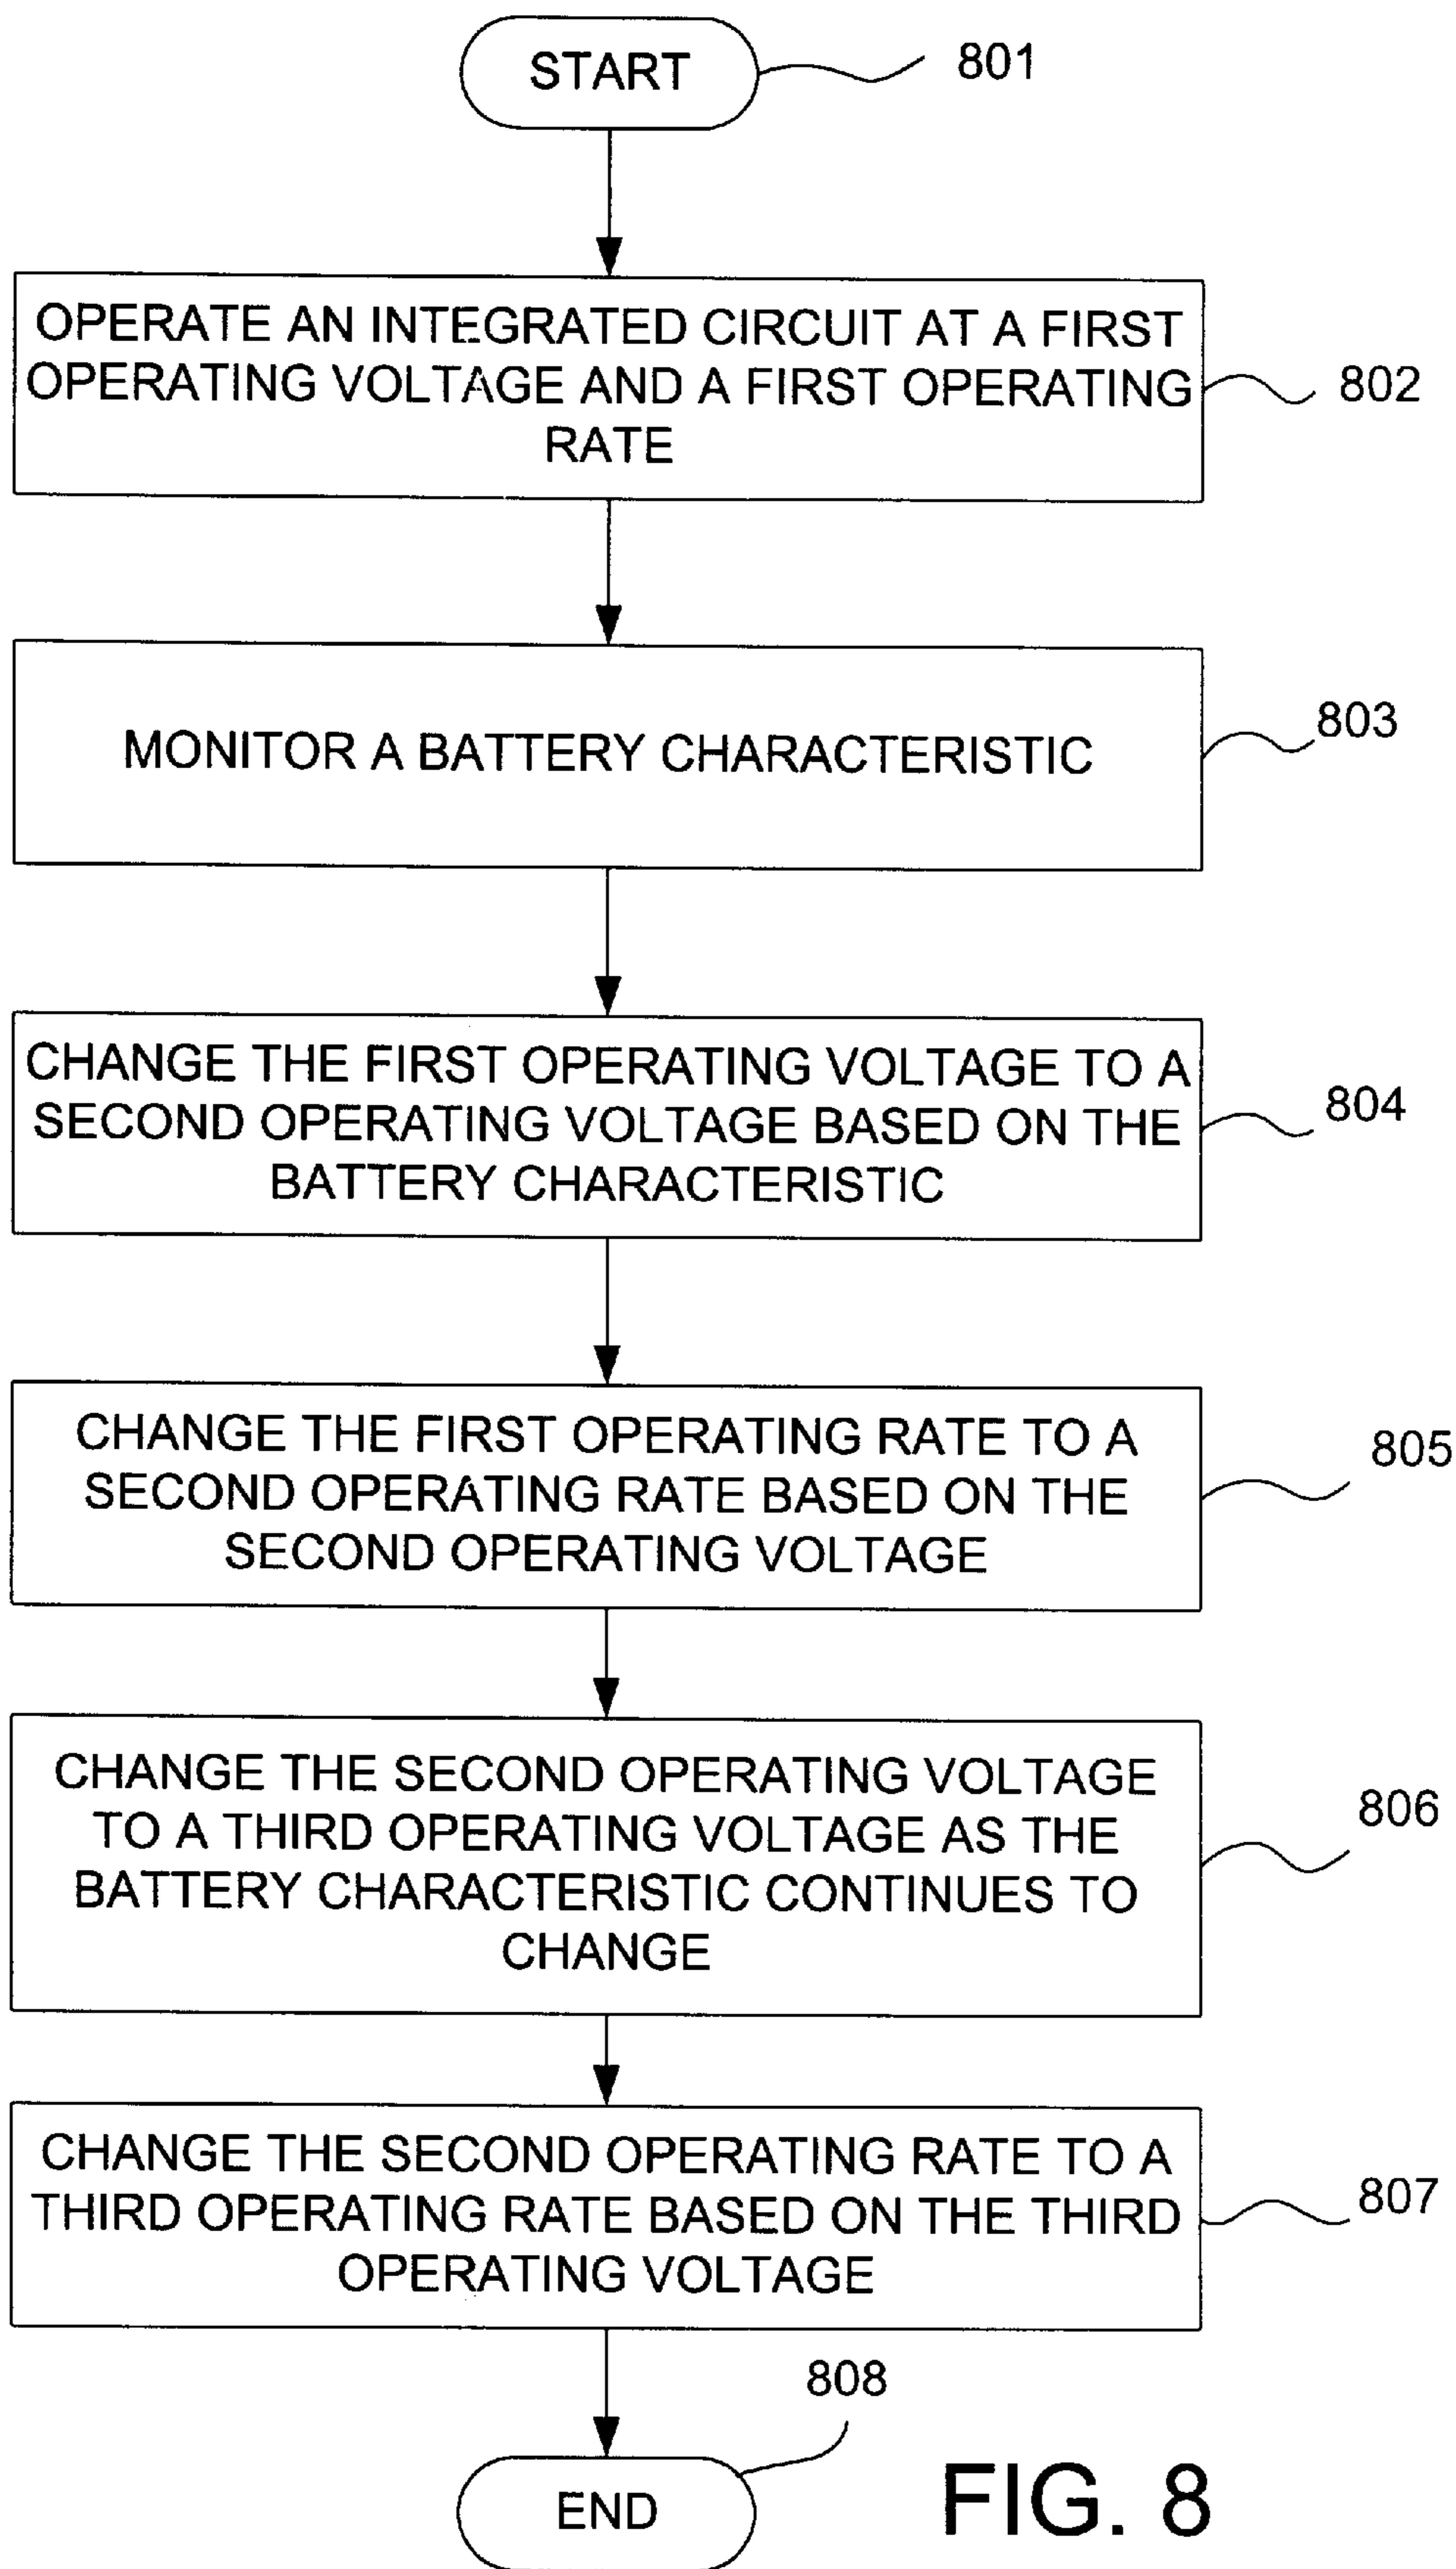 START
801
OPERATE AN INTEGRATED CIRCUIT AT A FIRST
OPERATING VOLTAGE AND A FIRST OPERATING
RATE
802
MONITOR A BATTERY CHARACTERISTIC
803
CHANGE THE FIRST OPERATING VOLTAGE TO A
SECOND OPERATING VOLTAGE BASED ON THE
BATTERY CHARACTERISTIC
804
CHANGE THE FIRST OPERATING RATE TO A
SECOND OPERATING RATE BASED ON THE
SECOND OPERATING VOLTAGE
805
CHANGE THE SECOND OPERATING VOLTAGE
TO A THIRD OPERATING VOLTAGE AS THE
BATTERY CHARACTERISTIC CONTINUES TO
CHANGE
806
CHANGE THE SECOND OPERATING RATE TO A
THIRD OPERATING RATE BASED ON THE THIRD
OPERATING VOLTAGE
807
808
END
FIG. 8